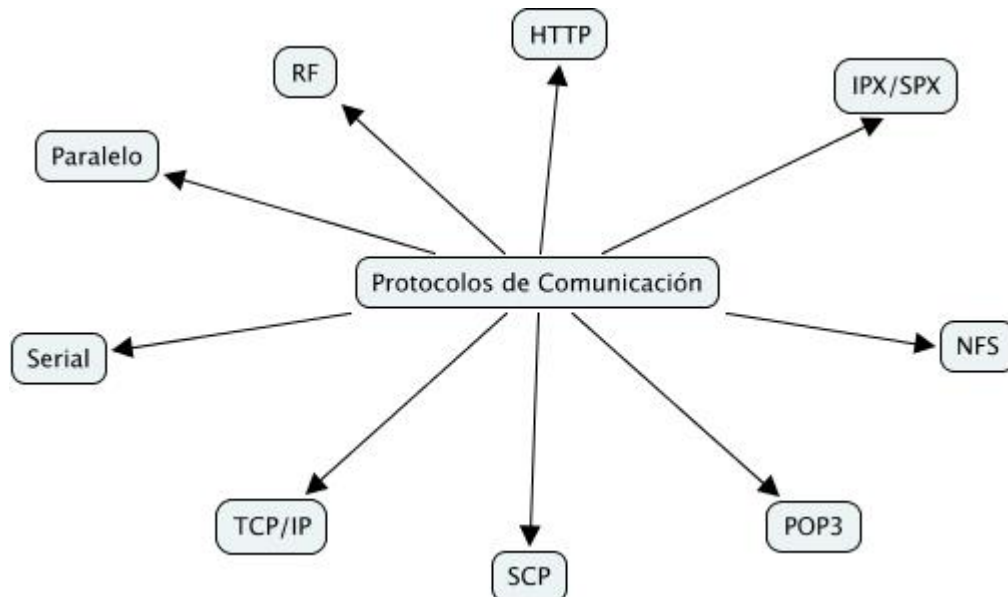 HTTP
RF
IPX/SPX
Paralelo
Protocolos de Comunicación
Serial
NFS
TCP/IP
POP3
SCP